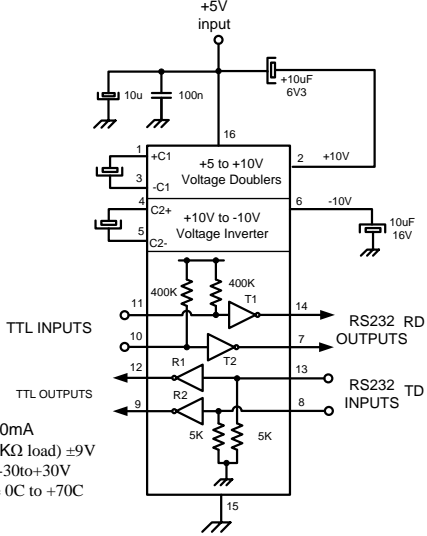 +5V
input
+10uF
6V3
10u
100n
16
1
+C1
+5 to +10V
Voltage Doublers
2
+10V
3
-C1
4
C2+
6
-10V
+10V to -10V
Voltage Inverter
5
C2-
10uF
16V
400K
400K
11
T1
14
TTL INPUTS
RS232 RD
OUTPUTS
10
T2
7
12
R1
13
RS232 TD
INPUTS
TTL OUTPUTS
9
R2
8
5K
5K
0mA
KΩ load) ±9V
-30to+30V
0C to +70C
15